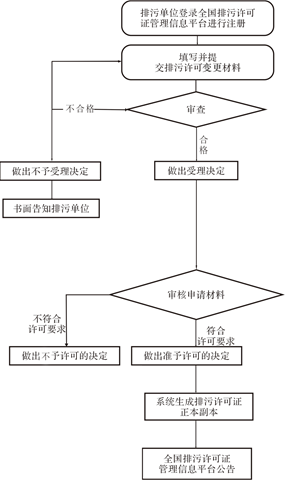 排污单位登录全国排污许可
证管理信息平台进行注册
填写并提
交排污许可变更材料
不合格
审查
合
格
做出不予受理决定
做出受理决定
书面告知排污单位
审核申请材料
不符合
许可要求
符合
许可要求
做出不予许可的决定
做出准予许可的决定
系统生成排污许可证
正本副本
全国排污许可证
管理信息平台公告